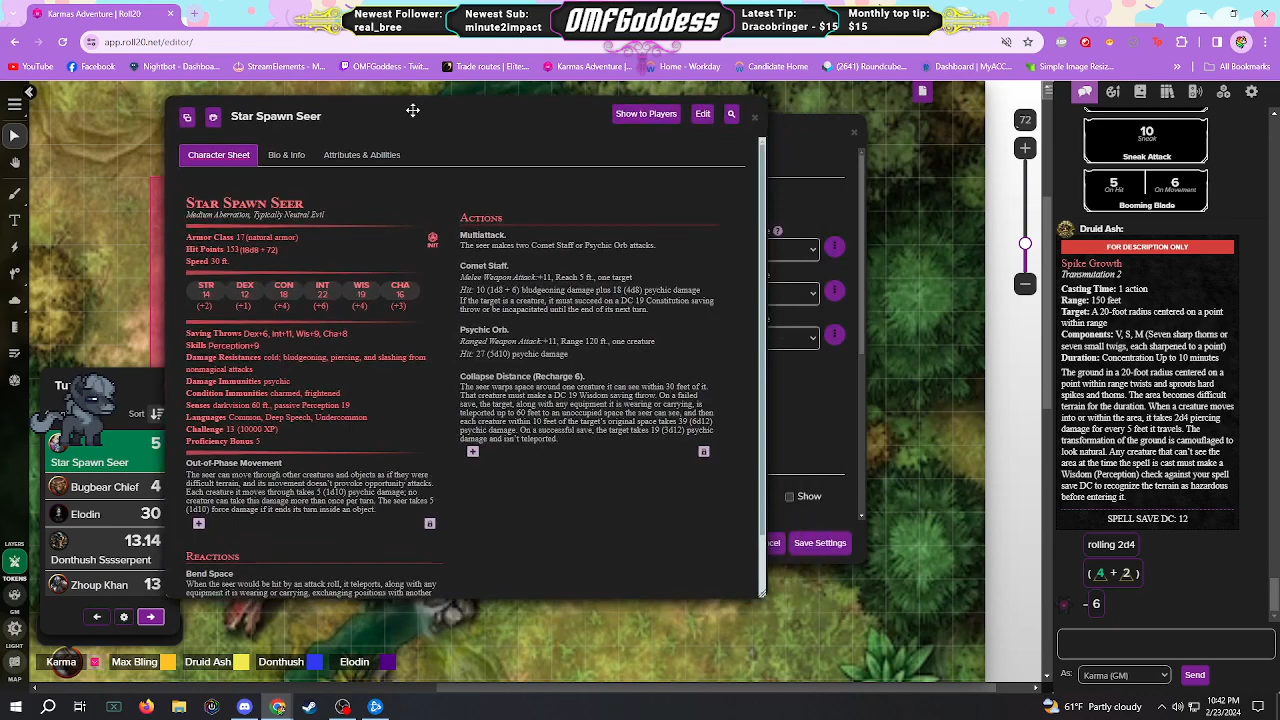 Karmas Adventure | Roll20
Newest Follower:
real_bree
Newest Sub:
minute2impact
OMFGoddess
Latest Tip:
Dracobringer - $15
Monthly top tip:
$15
app.roll20.net/editor/
YouTube
Facebook
Nightbot - Dashboa...
StreamElements - M...
OMFGoddess - Twit...
Trade routes | Elite:...
Karmas Adventure |...
Home - Workday
Candidate Home
(2641) Roundcube...
Dashboard | MyACC...
Simple Image Resiz...
»
All Bookmarks
Star Spawn Seer
Show to Players
Edit
Character Sheet
Bio & Info
Attributes & Abilities
Star Spawn Seer
Medium Aberration, Typically Neutral Evil
Armor Class 17 (natural armor)
Hit Points 153 (18d8 + 72)
Speed 30 ft.
INIT
STR DEX CON INT WIS CHA
14 12 18 22 19 16
(+2) (+1) (+4) (+6) (+4) (+3)
Saving Throws Dex+6, Int+11, Wis+9, Cha+8
Skills Perception+9
Damage Resistances cold; bludgeoning, piercing, and slashing from
nonmagical attacks
Damage Immunities psychic
Condition Immunities charmed, frightened
Senses darkvision 60 ft., passive Perception 19
Languages Common, Deep Speech, Undercommon
Challenge 13 (10000 XP)
Proficiency Bonus 5
Out-of-Phase Movement
The seer can move through other creatures and objects as if they were
difficult terrain, and its movement doesn't provoke opportunity attacks.
Each creature it moves through takes 5 (1d10) psychic damage; no
creature can take this damage more than once per turn. The seer takes 5
(1d10) force damage if it ends its turn inside an object.
Reactions
Bend Space
When the seer would be hit by an attack roll, it teleports, along with any
equipment it is wearing or carrying, exchanging positions with another
Actions
Multiattack.
The seer makes two Comet Staff or Psychic Orb attacks.
Comet Staff.
Melee Weapon Attack:+11, Reach 5 ft., one target
Hit: 10 (1d8 + 6) bludgeoning damage plus 18 (4d8) psychic damage
If the target is a creature, it must succeed on a DC 19 Constitution saving
throw or be incapacitated until the end of its next turn.
Psychic Orb.
Ranged Weapon Attack:+11, Range 120 ft., one creature
Hit: 27 (5d10) psychic damage
Collapse Distance (Recharge 6).
The seer warps space around one creature it can see within 30 feet of it.
That creature must make a DC 19 Wisdom saving throw. On a failed
save, the target, along with any equipment it is wearing or carrying, is
teleported up to 60 feet to an unoccupied space the seer can see, and then
each creature within 10 feet of the target's original space takes 39 (6d12)
psychic damage. On a successful save, the target takes 19 (3d12) psychic
damage and isn't teleported.
Show
cel
Save Settings
Tu
Sort
5
Star Spawn Seer
Bugbear Chief 4
Elodin 30
13.14
Donthush Sssserpent
Zhoup Khan 13
LAYERS
TOKENS
GM
LIGHT
MAP
Karma
Max Bling
Druid Ash
Donthush
Elodin
72
10
Sneak
Sneak Attack
5
On Hit
6
On Movement
Booming Blade
Druid Ash:
FOR DESCRIPTION ONLY
Spike Growth
Transmutation 2
Casting Time: 1 action
Range: 120 feet
Target: A 20-foot radius centered on a point
within range
Components: V, S, M (Seven sharp thorns or
seven small twigs, each sharpened to a point)
Duration: Concentration Up to 10 minutes
The ground in a 20-foot radius centered on a
point within range twists and sprouts hard
spikes and thorns. The area becomes difficult
terrain for the duration. When a creature moves
into or within the area, it takes 2d4 piercing
damage for every 5 feet it travels. The
transformation of the ground is camouflaged to
look natural. Any creature that can't see the
area at the time the spell is cast must make a
Wisdom (perception) check against your spell
save DC to recognize the terrain as hazardous
before entering it.
SPELL SAVE DC: 12
rolling 2d4
( 4 + 2 )
= 6
As:
Karma (GM)
Send
10:42 PM
2/23/2024